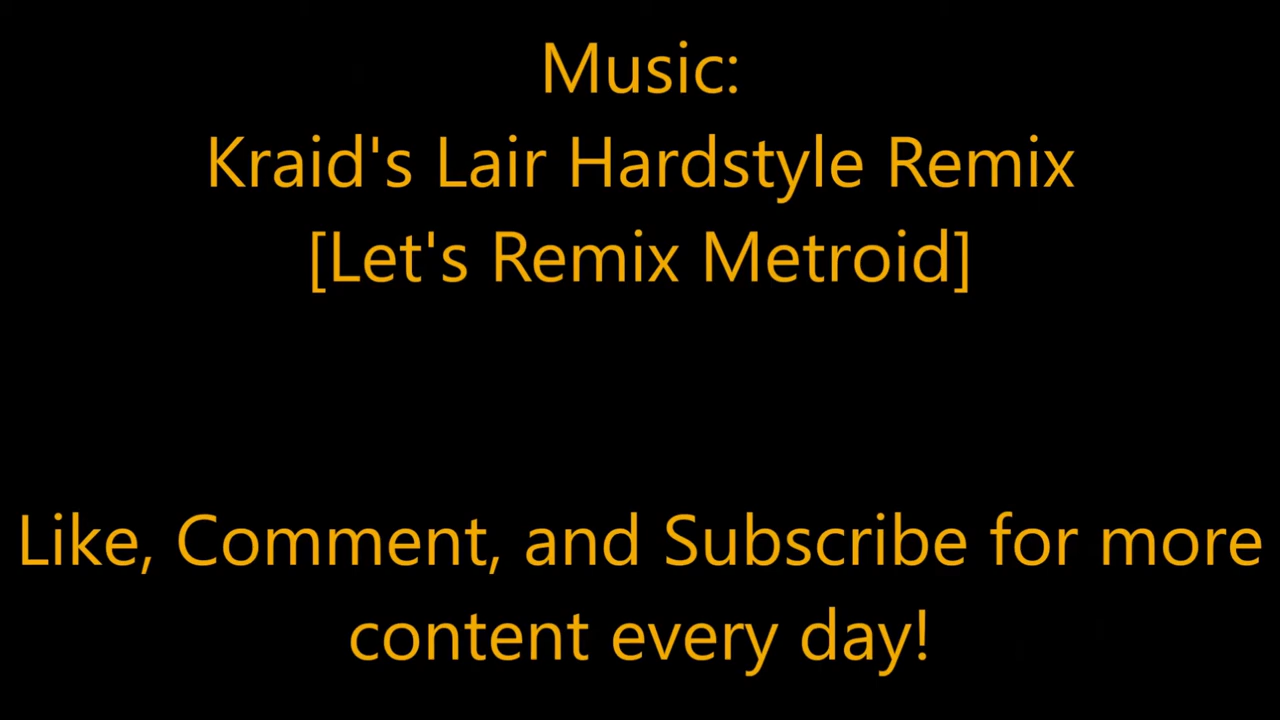 Music:
Kraid's Lair Hardstyle Remix
[Let's Remix Metroid]
Like, Comment, and Subscribe for more
content every day!